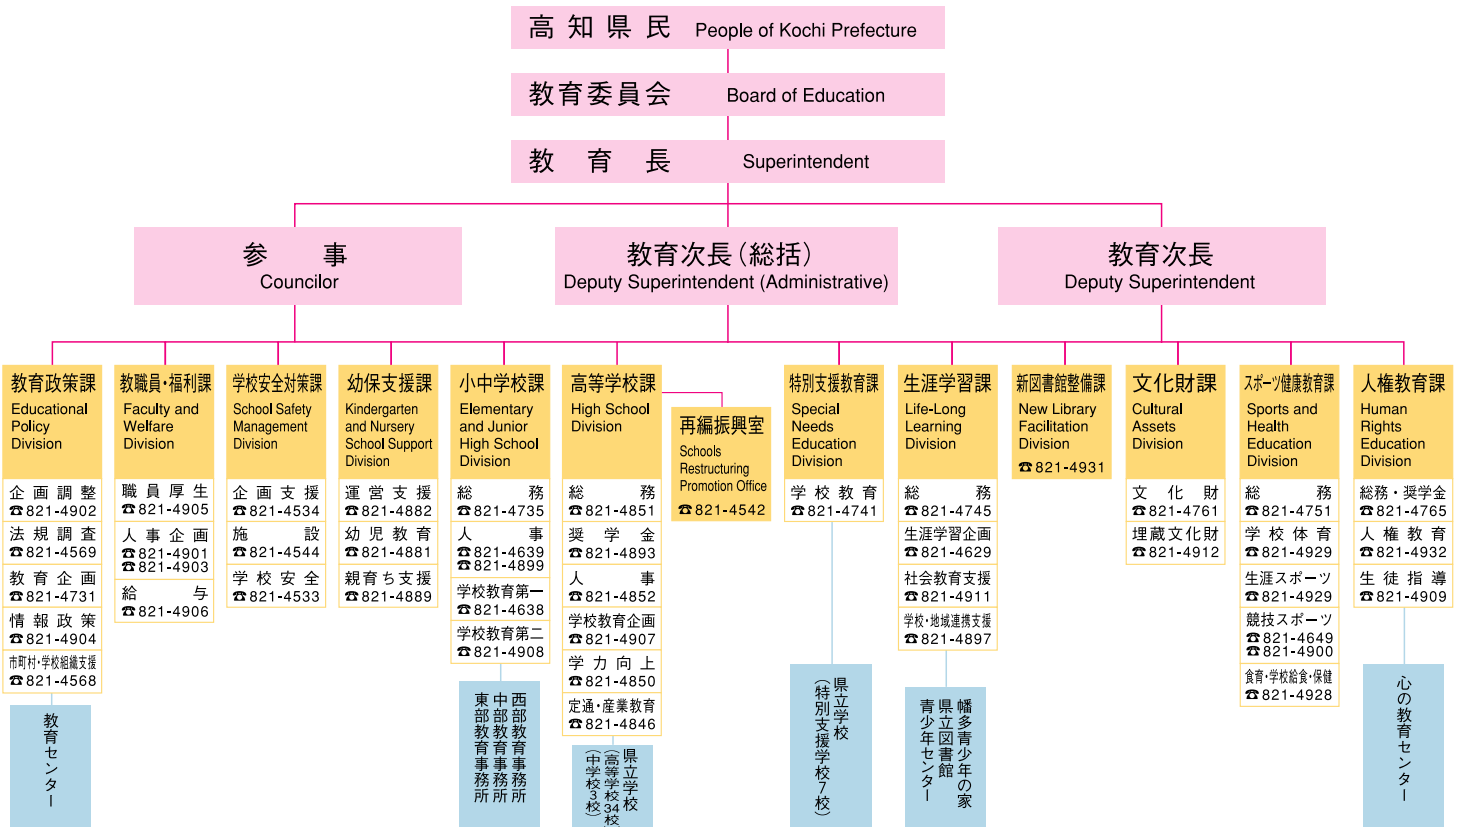 高知県民 People of Kochi Prefecture
教育委員会 Board of Education
教育長 Superintendent
参事
Councilor
教育次長（総括）
Deputy Superintendent (Administrative)
教育次長
Deputy Superintendent
教育政策課
Educational
Policy
Division
企画調整
☎821-4902
法規調査
☎821-4569
教育企画
☎821-4731
情報政策
☎821-4904
市町村・学校組織支援
☎821-4568
教育センター
教職員・福利課
Faculty and
Welfare
Division
職員厚生
☎821-4905
人事企画
☎821-4901
☎821-4903
給与
☎821-4906
学校安全対策課
School Safety
Management
Division
企画支援
☎821-4534
施設
☎821-4544
学校安全
☎821-4533
幼保支援課
Kindergarten
and Nursery
School Support
Division
運営支援
☎821-4882
幼児教育
☎821-4881
親育ち支援
☎821-4889
小中学校課
Elementary
and Junior
High School
Division
総務
☎821-4735
人事
☎821-4639
☎821-4899
学校教育第一
☎821-4638
学校教育第二
☎821-4908
西部教育事務所
中部教育事務所
東部教育事務所
高等学校課
High School
Division
総務
☎821-4851
奨学金
☎821-4893
人事
☎821-4852
学校教育企画
☎821-4907
学力向上
☎821-4850
定通・産業教育
☎821-4846
県立学校
（高等学校34校）
（中学校3校）
再編振興室
Schools
Restructuring
Promotion Office
☎821-4542
特別支援教育課
Special
Needs
Education
Division
学校教育
☎821-4741
県立学校
（特別支援学校7校）
生涯学習課
Life-Long
Learning
Division
総務
☎821-4745
生涯学習企画
☎821-4629
社会教育支援
☎821-4911
学校・地域連携支援
☎821-4897
幡多青少年の家
県立図書館
青少年センター
新図書館整備課
New Library
Facilitation
Division
☎821-4931
文化財課
Cultural
Assets
Division
文化財
☎821-4761
埋蔵文化財
☎821-4912
スポーツ健康教育課
Sports and
Health
Education
Division
総務
☎821-4751
学校体育
☎821-4929
生涯スポーツ
☎821-4929
競技スポーツ
☎821-4649
☎821-4900
食育・学校給食・保健
☎821-4928
人権教育課
Human
Rights
Education
Division
総務・奨学金
☎821-4765
人権教育
☎821-4932
生徒指導
☎821-4909
心の教育センター